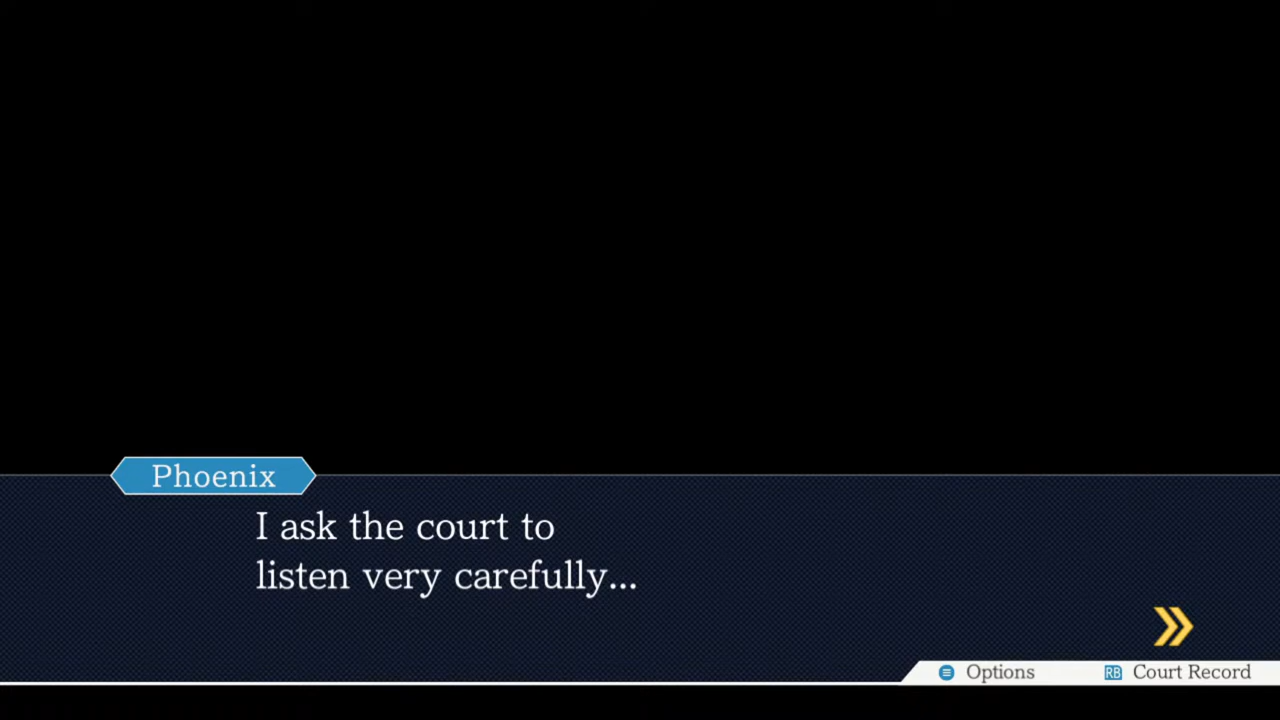 Phoenix
I ask the court to
listen very carefully...
Options
RB Court Record